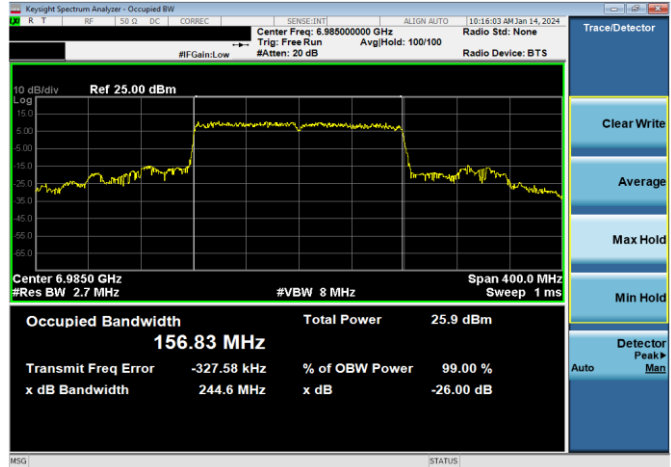 Keysight Spectrum Analyzer - Occupied BW
LXI R T RF 50 Ω DC CORREC SENSE:INT ALIGN AUTO 10:16:03 AM Jan 14, 2024
Center Freq: 6.985000000 GHz Radio Std: None
Trig: Free Run Avg|Hold: 100/100
#IFGain:Low #Atten: 20 dB Radio Device: BTS
10 dB/div Ref 25.00 dBm
Log
15.0
5.00
-5.00
-15.0
-25.0
-35.0
-45.0
-55.0
-65.0
Center 6.9850 GHz Span 400.0 MHz
#Res BW 2.7 MHz #VBW 8 MHz Sweep 1 ms
Occupied Bandwidth Total Power 25.9 dBm
156.83 MHz
Transmit Freq Error -327.58 kHz % of OBW Power 99.00 %
x dB Bandwidth 244.6 MHz x dB -26.00 dB
MSG STATUS
Trace/Detector
Clear Write
Average
Max Hold
Min Hold
Detector
Peak▶
Auto Man